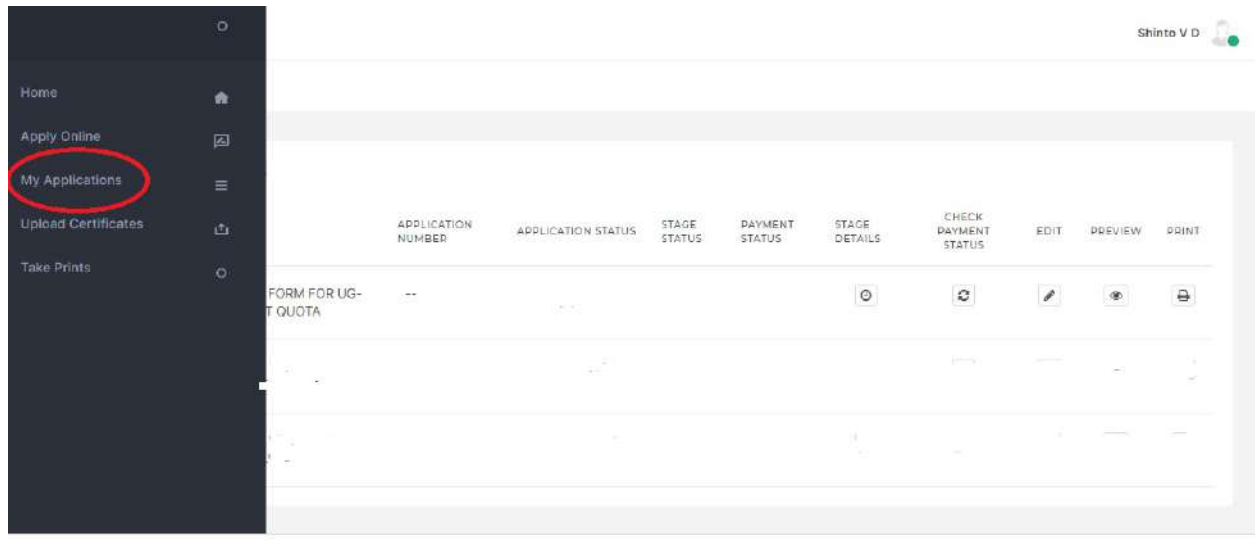 Shinto V D
Home
Apply Online
My Applications
Upload Certificates
Take Prints
APPLICATION
NUMBER
APPLICATION STATUS
STAGE
STATUS
PAYMENT
STATUS
STAGE
DETAILS
CHECK
PAYMENT
STATUS
EDIT
PREVIEW
PRINT
FORM FOR UG-
T QUOTA
--